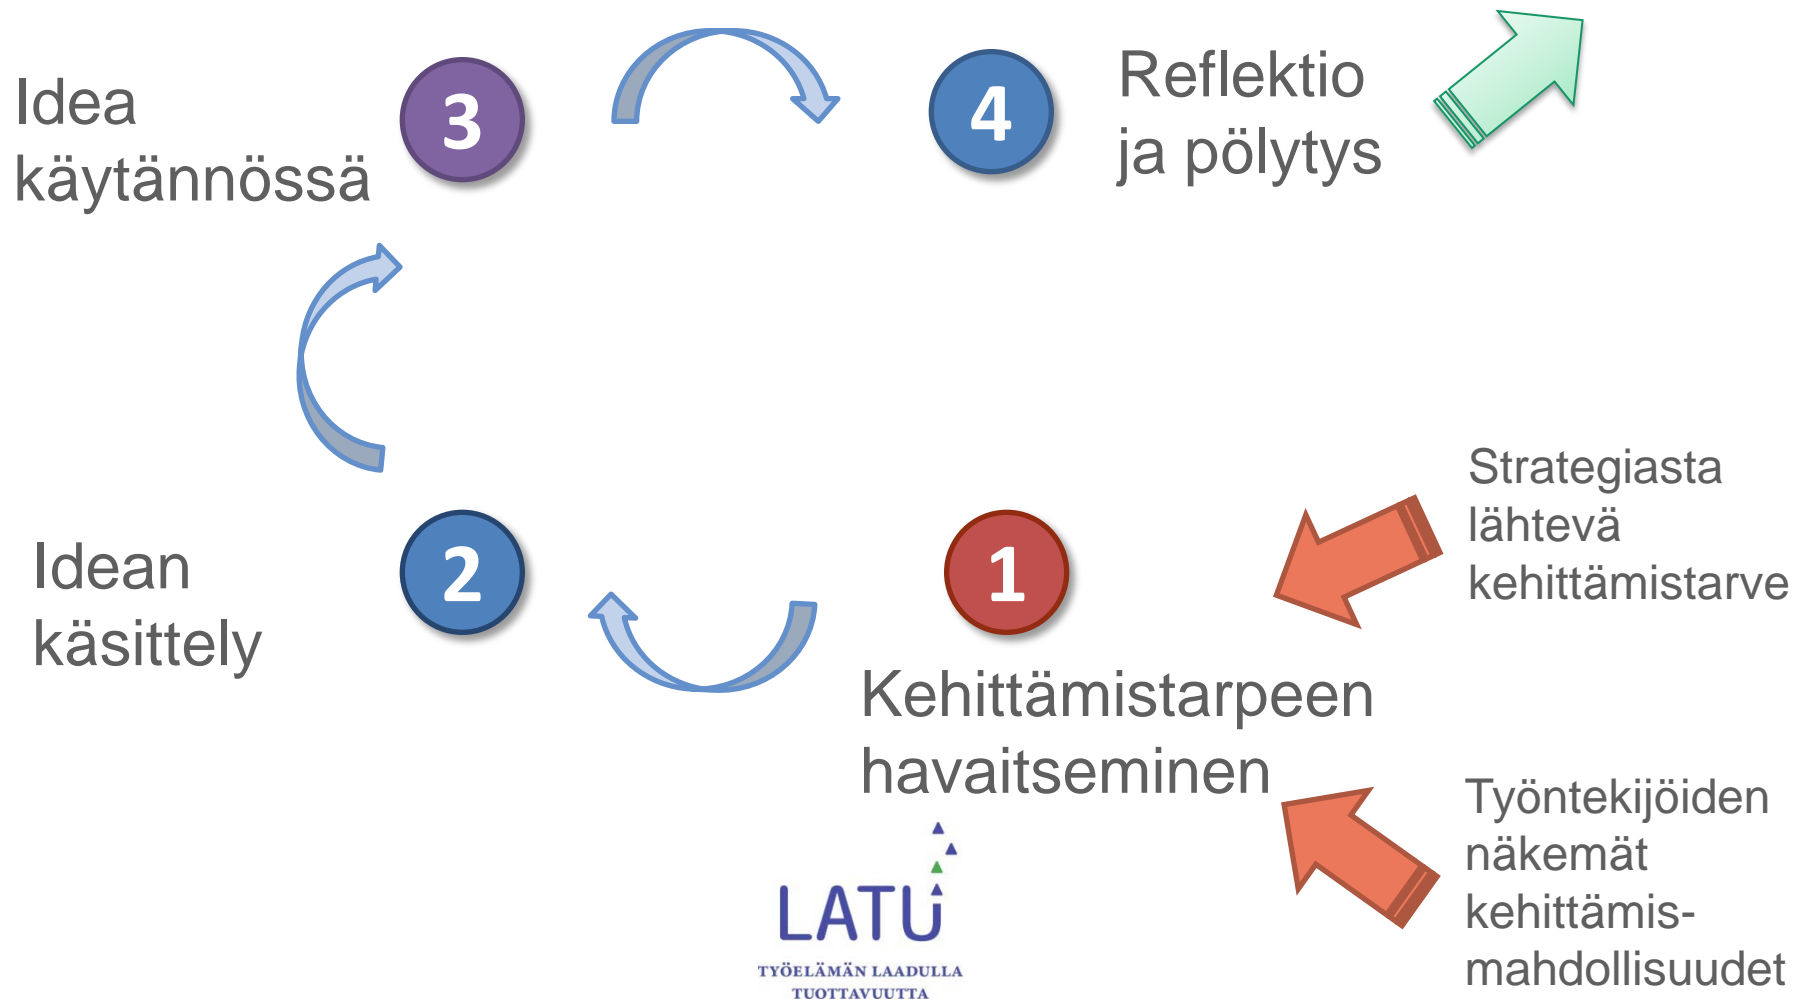 Idea
käytännössä
3
4
Reflektio
ja pölytys
Idean
käsittely
2
1
Kehittämistarpeen
havaitseminen
Strategiasta
lähtevä
kehittämistarve
Työntekijöiden
näkemät
kehittämis-
mahdollisuudet
LATU
TYÖELÄMÄN LAADULLA
TUOTTAVUUTTA